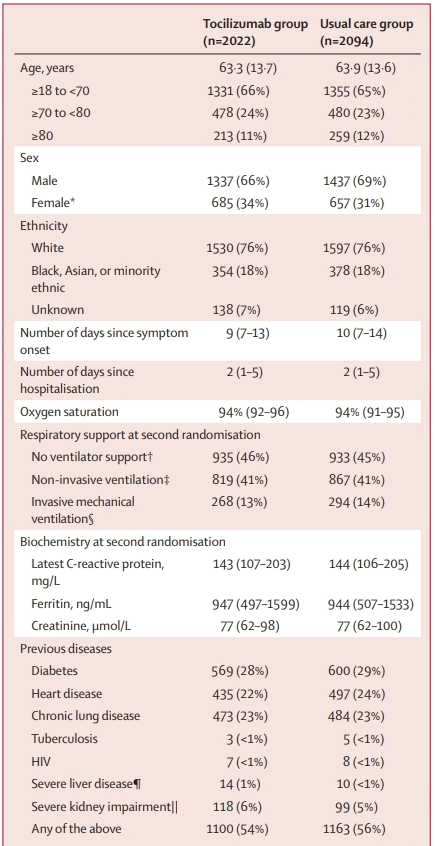 Tocilizumab group Usual care group
(n=2022) (n=2094)
Age, years 63·3 (13·7) 63·9 (13·6)
≥18 to <70 1331 (66%) 1355 (65%)
≥70 to <80 478 (24%) 480 (23%)
≥80 213 (11%) 259 (12%)
Sex
Male 1337 (66%) 1437 (69%)
Female* 685 (34%) 657 (31%)
Ethnicity
White 1530 (76%) 1597 (76%)
Black, Asian, or minority 354 (18%) 378 (18%)
ethnic
Unknown 138 (7%) 119 (6%)
Number of days since symptom 9 (7–13) 10 (7–14)
onset
Number of days since 2 (1–5) 2 (1–5)
hospitalisation
Oxygen saturation 94% (92–96) 94% (91–95)
Respiratory support at second randomisation
No ventilator support† 935 (46%) 933 (45%)
Non-invasive ventilation‡ 819 (41%) 867 (41%)
Invasive mechanical 268 (13%) 294 (14%)
ventilation§
Biochemistry at second randomisation
Latest C-reactive protein, 143 (107–203) 144 (106–205)
mg/L
Ferritin, ng/mL 947 (497–1599) 944 (507–1533)
Creatinine, μmol/L 77 (62–98) 77 (62–100)
Previous diseases
Diabetes 569 (28%) 600 (29%)
Heart disease 435 (22%) 497 (24%)
Chronic lung disease 473 (23%) 484 (23%)
Tuberculosis 3 (<1%) 5 (<1%)
HIV 7 (<1%) 8 (<1%)
Severe liver disease¶ 14 (1%) 10 (<1%)
Severe kidney impairment|| 118 (6%) 99 (5%)
Any of the above 1100 (54%) 1163 (56%)